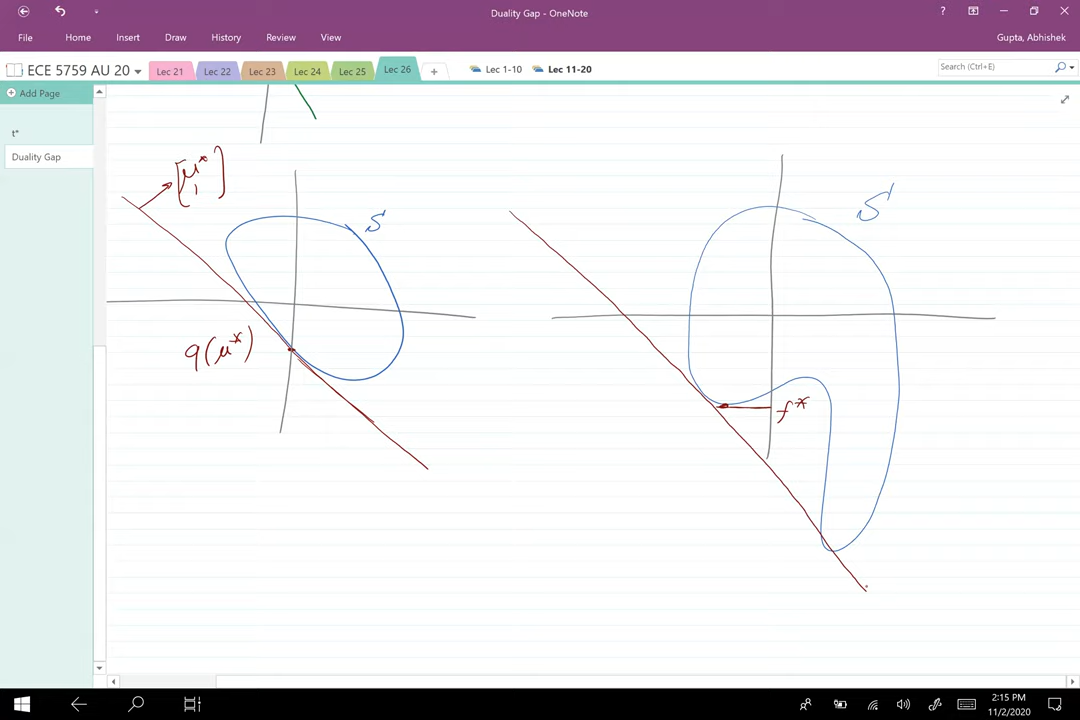 Duality Gap - OneNote
File Home Insert Draw History Review View
Gupta, Abhishek
ECE 5759 AU 20
Lec 21 Lec 22 Lec 23 Lec 24 Lec 25 Lec 26
Lec 1-10 Lec 11-20
Search (Ctrl+E)
Add Page
t*
Duality Gap
[μ* 1]
S
S
q(μ*)
f*
2:15 PM
11/2/2020